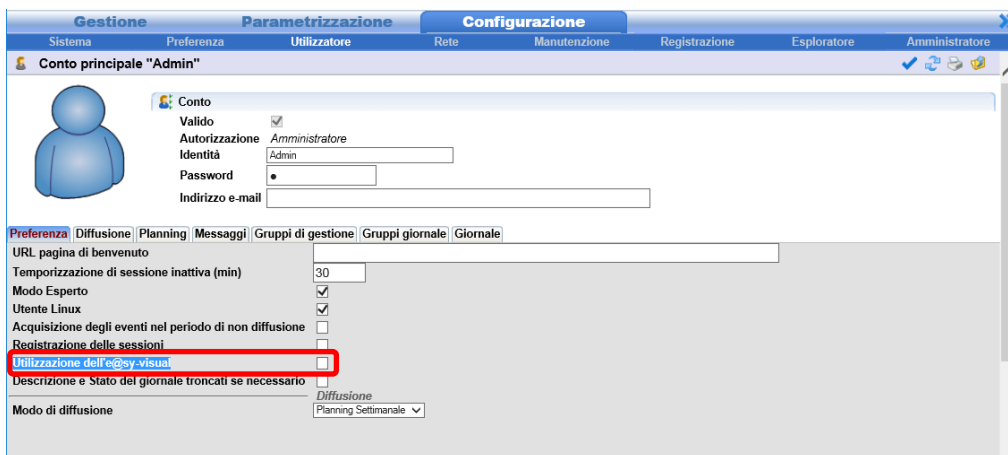 Gestione Parametrizzazione Configurazione
Sistema Preferenza Utilizzatore Rete Manutenzione Registrazione Esploratore Amministratore
Conto principale "Admin"
Conto
Valido
Autorizzazione Amministratore
Identità Admin
Password
Indirizzo e-mail
Preferenza Diffusione Planning Messaggi Gruppi di gestione Gruppi giornale Giornale
URL pagina di benvenuto
Temporizzazione di sessione inattiva (min) 30
Modo Esperto
Utente Linux
Acquisizione degli eventi nel periodo di non diffusione
Registrazione delle sessioni
Utilizzazione dell'e@sy-visual
Descrizione e Stato del giornale troncati se necessario
Diffusione
Modo di diffusione Planning Settimanale